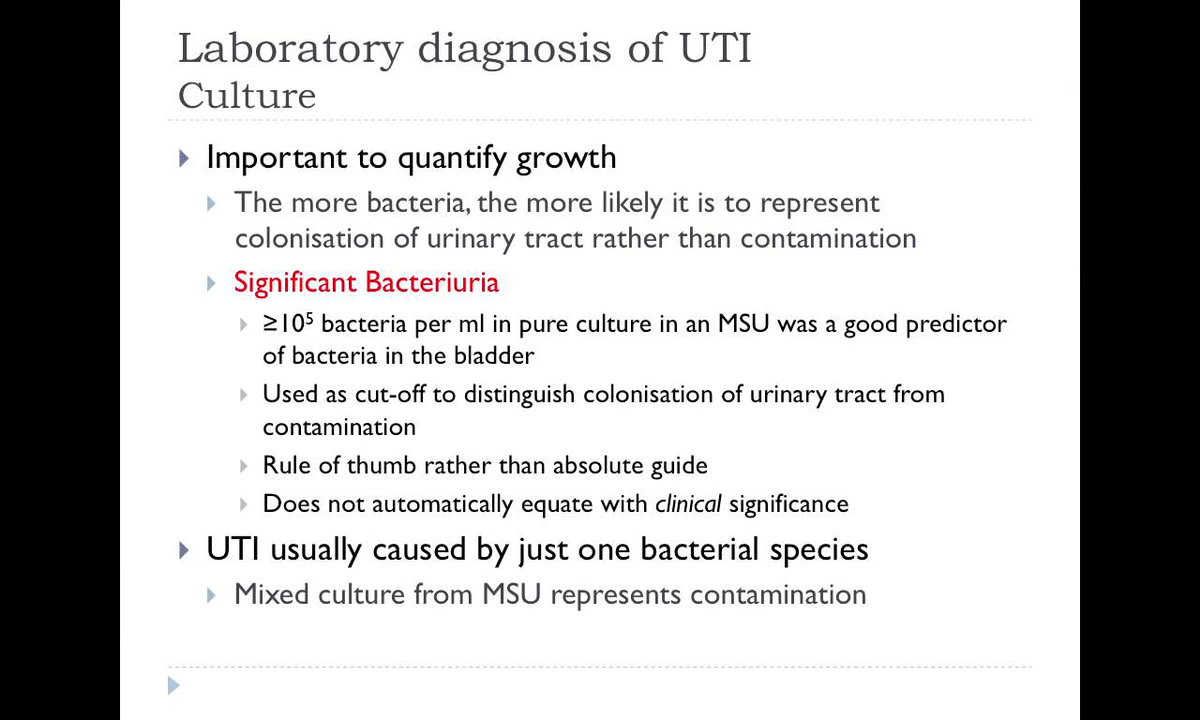 Laboratory diagnosis of UTI
Culture
Important to quantify growth
The more bacteria, the more likely it is to represent
colonisation of urinary tract rather than contamination
Significant Bacteriuria
≥10⁵ bacteria per ml in pure culture in an MSU was a good predictor
of bacteria in the bladder
Used as cut-off to distinguish colonisation of urinary tract from
contamination
Rule of thumb rather than absolute guide
Does not automatically equate with clinical significance
UTI usually caused by just one bacterial species
Mixed culture from MSU represents contamination